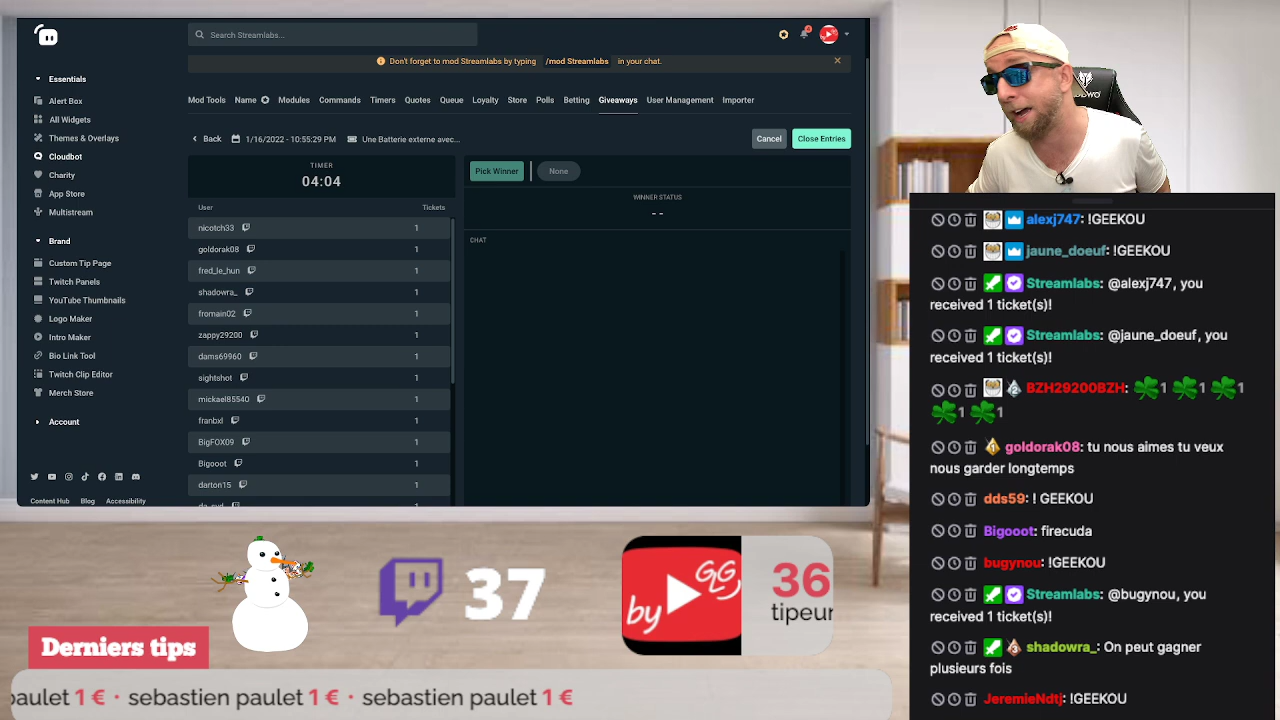 Search Streamlabs...
Don't forget to mod Streamlabs by typing /mod Streamlabs in your chat.
Essentials
Alert Box
All Widgets
Themes & Overlays
Cloudbot
Charity
App Store
Multistream
Brand
Custom Tip Page
Twitch Panels
YouTube Thumbnails
Logo Maker
Intro Maker
Bio Link Tool
Twitch Clip Editor
Merch Store
Account
Content Hub Blog Accessibility
Mod Tools Name Modules Commands Timers Quotes Queue Loyalty Store Polls Betting Giveaways User Management Importer
Back 1/16/2022 - 10:55:29 PM Une Batterie externe avec...
Cancel Close Entries
TIMER
04:04
User Tickets
nicotch33 1
goldorak08 1
fred_le_hun 1
shadowra_ 1
fromain02 1
zappy29200 1
dams69960 1
sightshot 1
mickael85540 1
franbxl 1
BigFOX09 1
Bigooot 1
darton15 1
Pick Winner None
WINNER STATUS
--
CHAT
alexj747: !GEEKOU
jaune_doeuf: !GEEKOU
Streamlabs: @alexj747, you
received 1 ticket(s)!
Streamlabs: @jaune_doeuf, you
received 1 ticket(s)!
BZH29200BZH: 1 1 1
1 1
goldorak08: tu nous aimes tu veux
nous garder longtemps
dds59: ! GEEKOU
Bigooot: firecuda
bugynou: !GEEKOU
Streamlabs: @bugynou, you
received 1 ticket(s)!
shadowra_: On peut gagner
plusieurs fois
JeremieNdtj: !GEEKOU
37
by GLG
36
tipeur
Derniers tips
paulet 1 € · sebastien paulet 1 € · sebastien paulet 1 €